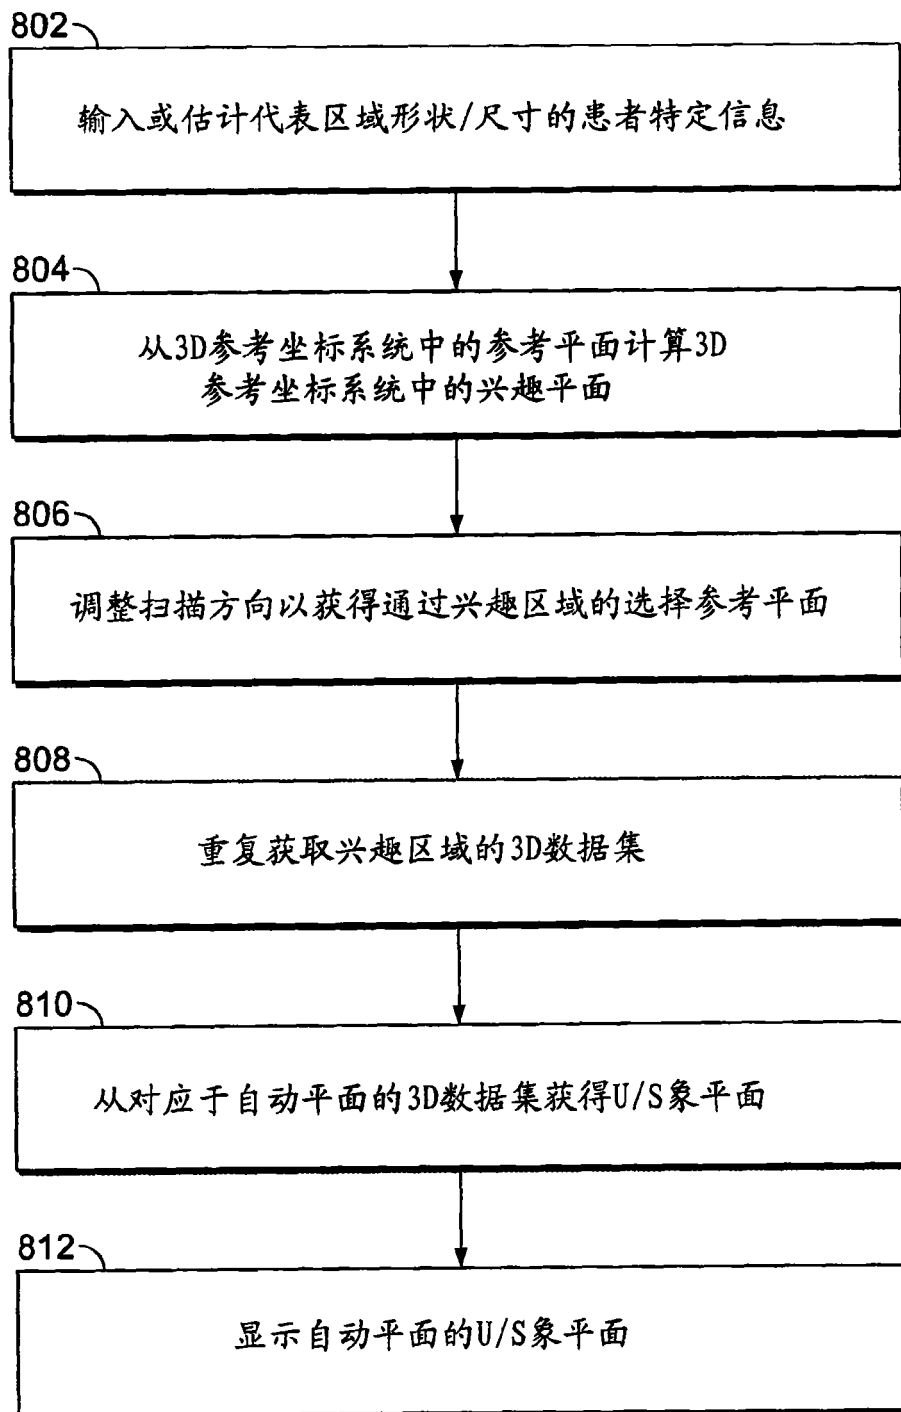 802
输入或估计代表区域形状/尺寸的患者特定信息
804
从3D参考坐标系统中的参考平面计算3D
参考坐标系统中的兴趣平面
806
调整扫描方向以获得通过兴趣区域的选择参考平面
808
重复获取兴趣区域的3D数据集
810
从对应于自动平面的3D数据集获得U/S象平面
812
显示自动平面的U/S象平面